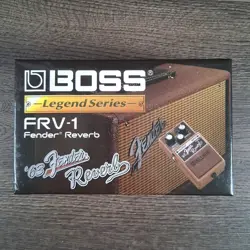 BOSS
Legend Series
FRV-1
Fender® Reverb
'63 Fender Reverb
Fender